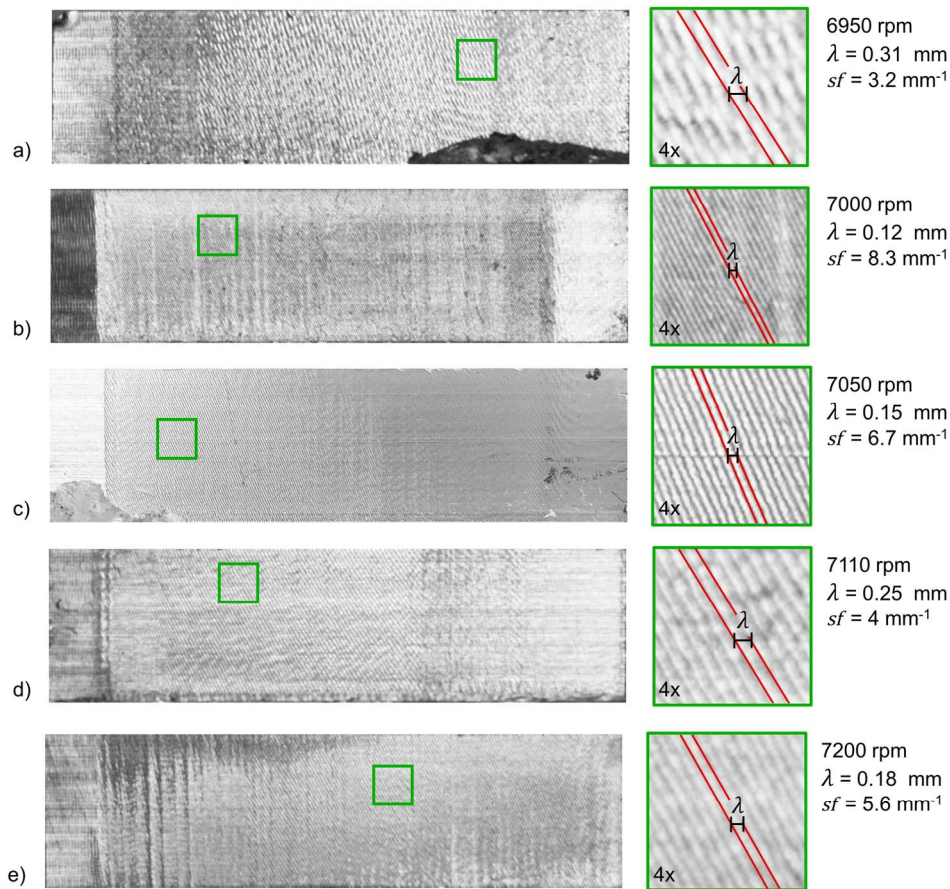 a)
λ
4x
6950 rpm
λ = 0.31 mm
sf = 3.2 mm⁻¹
b)
λ
4x
7000 rpm
λ = 0.12 mm
sf = 8.3 mm⁻¹
c)
λ
4x
7050 rpm
λ = 0.15 mm
sf = 6.7 mm⁻¹
d)
λ
4x
7110 rpm
λ = 0.25 mm
sf = 4 mm⁻¹
e)
λ
4x
7200 rpm
λ = 0.18 mm
sf = 5.6 mm⁻¹